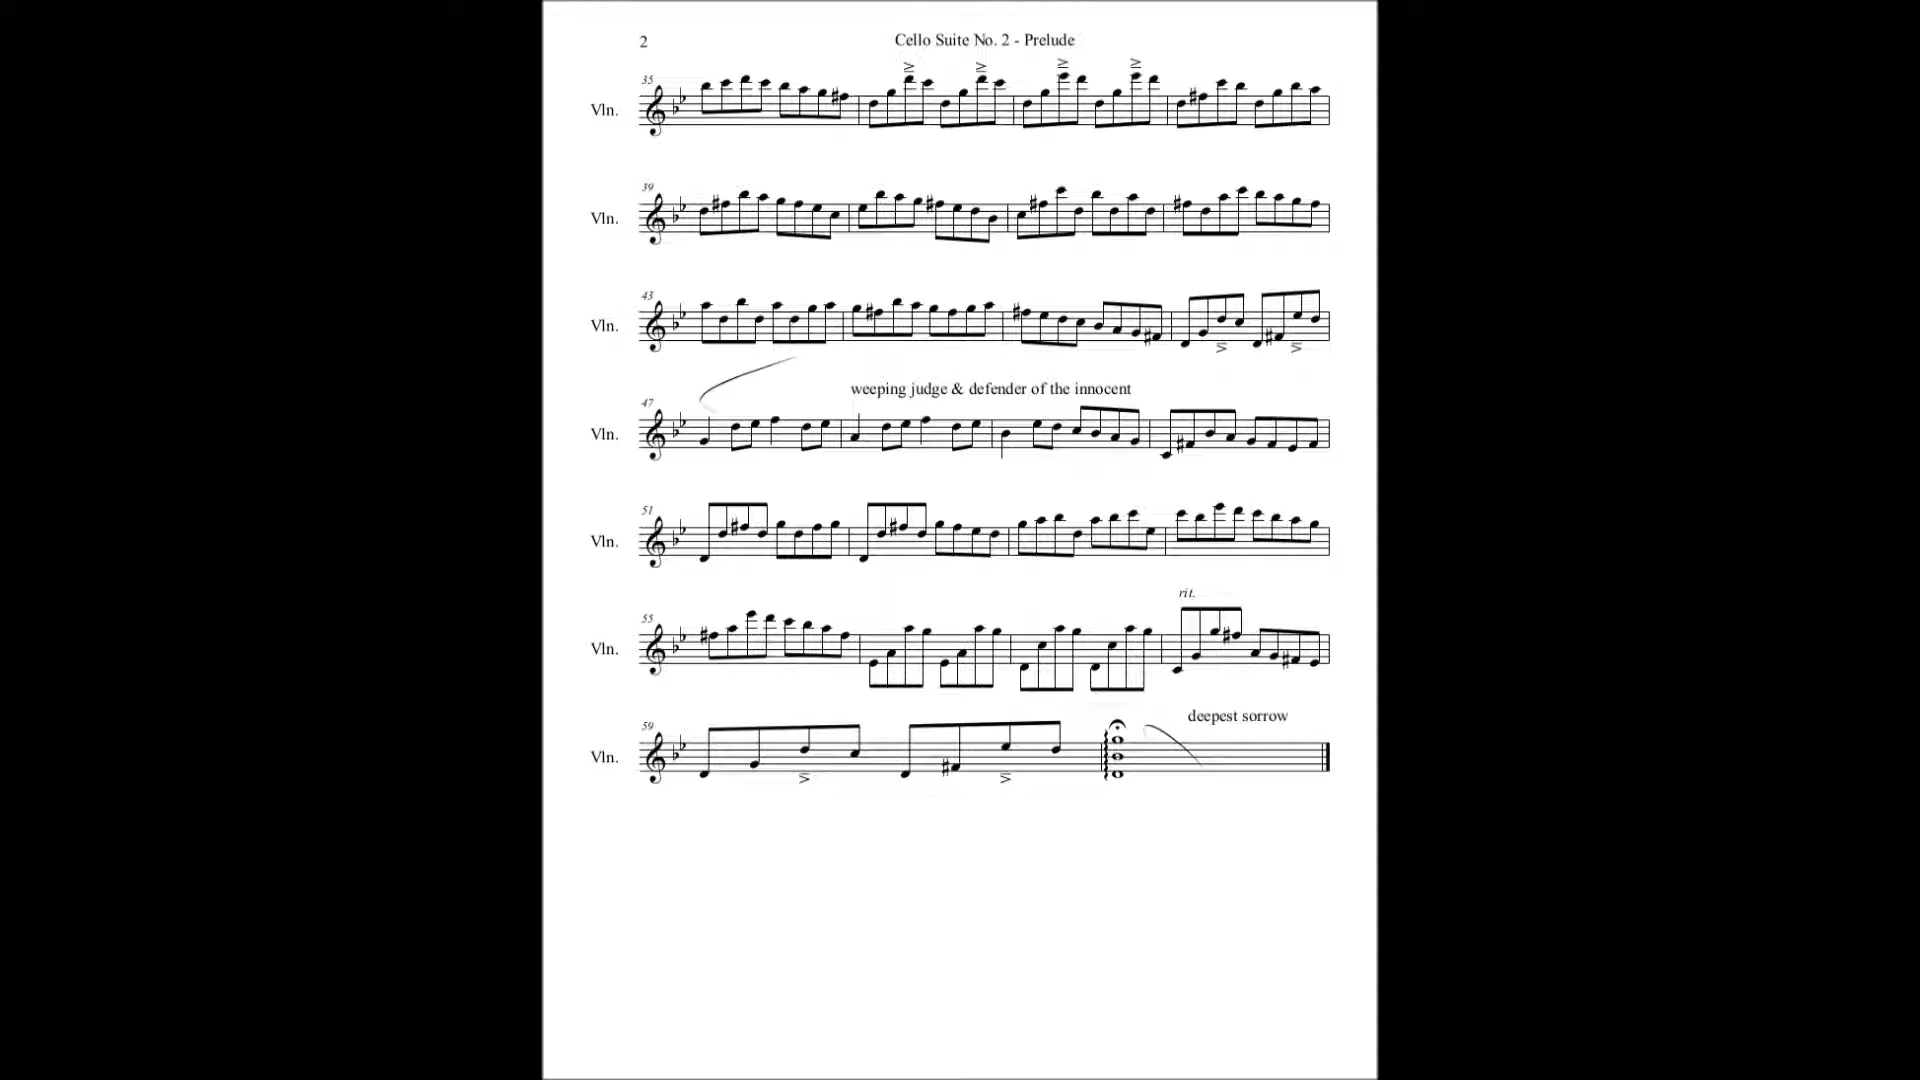 2
Cello Suite No. 2 - Prelude
35
Vln.
39
Vln.
43
Vln.
weeping judge & defender of the innocent
47
Vln.
51
Vln.
rit.
55
Vln.
deepest sorrow
59
Vln.